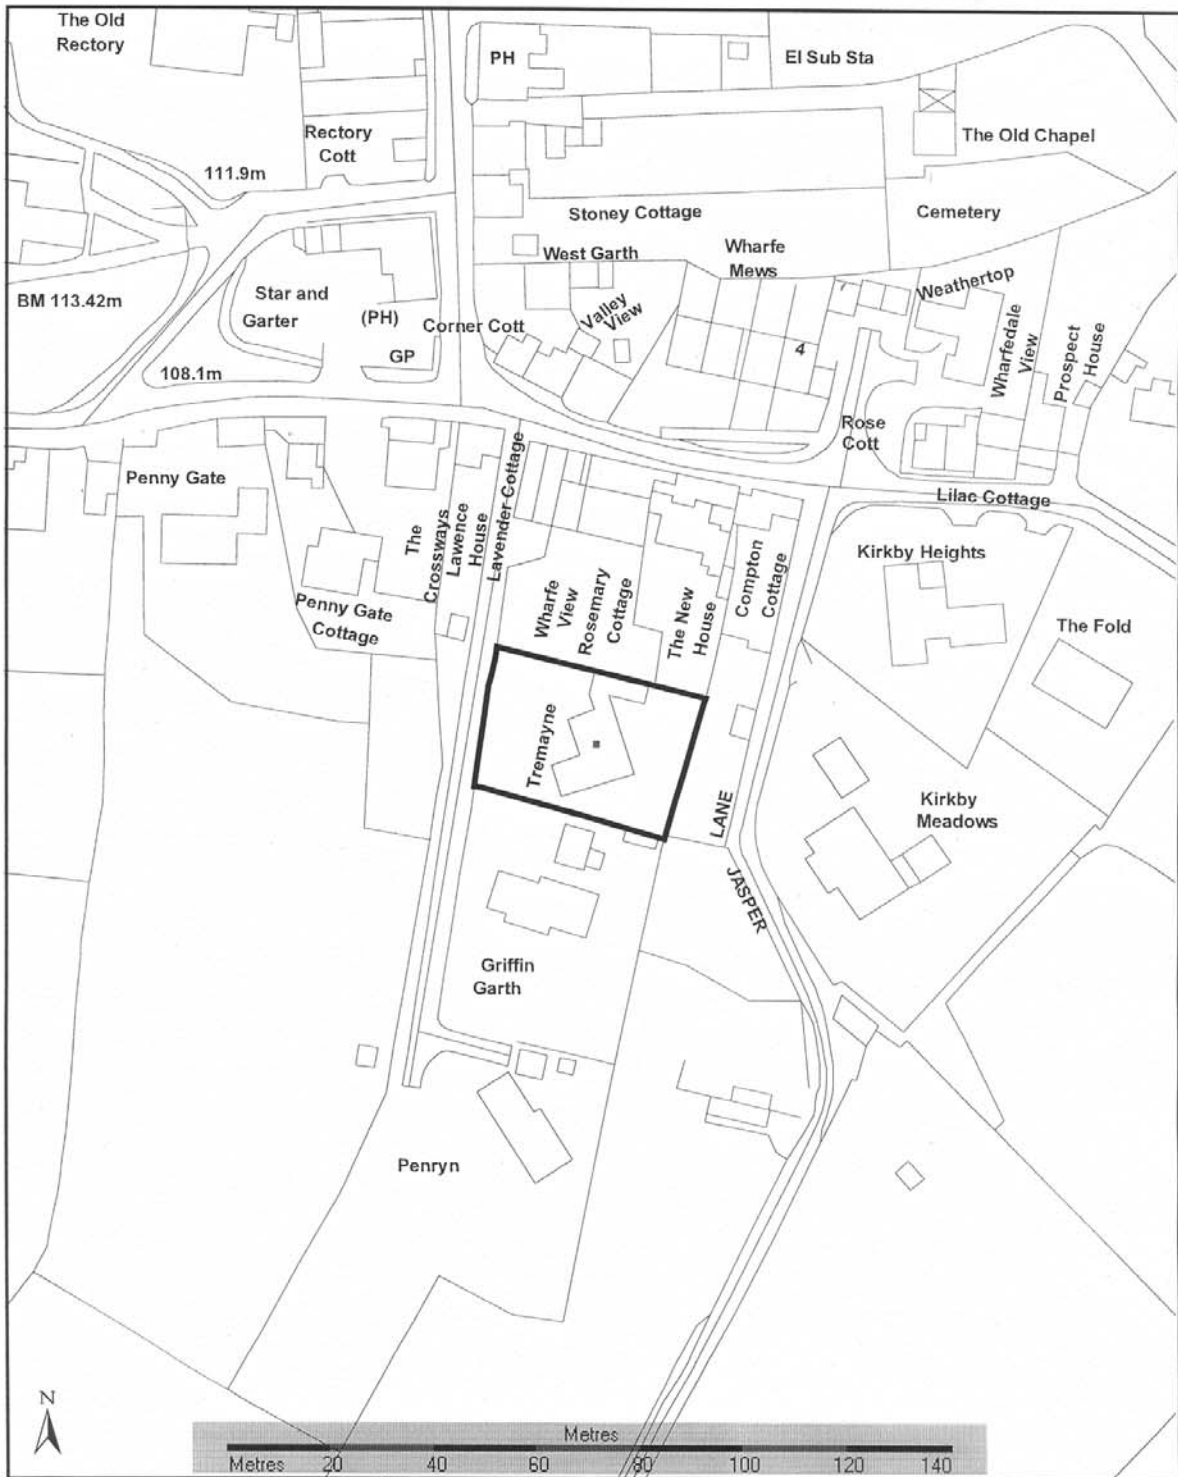 The Old
Rectory
PH
El Sub Sta
Rectory
Cott
The Old Chapel
111.9m
Stoney Cottage
Cemetery
West Garth
Wharfe
Mews
Weathertop
BM 113.42m
Star and
Garter
(PH)
Corner Cott
Valley
View
4
Wharfedale
View
Prospect
House
GP
108.1m
Rose
Cott
Penny Gate
Lilac Cottage
The
Crossways
Lawence
House
Lavender Cottage
Kirkby Heights
Penny Gate
Cottage
Wharfe
View
Rosemary
Cottage
The New
House
Compton
Cottage
The Fold
Tremayne
LANE
Kirkby
Meadows
JASPER
Griffin
Garth
Penryn
N
Metres
Metres 20 40 60 80 100 120 140